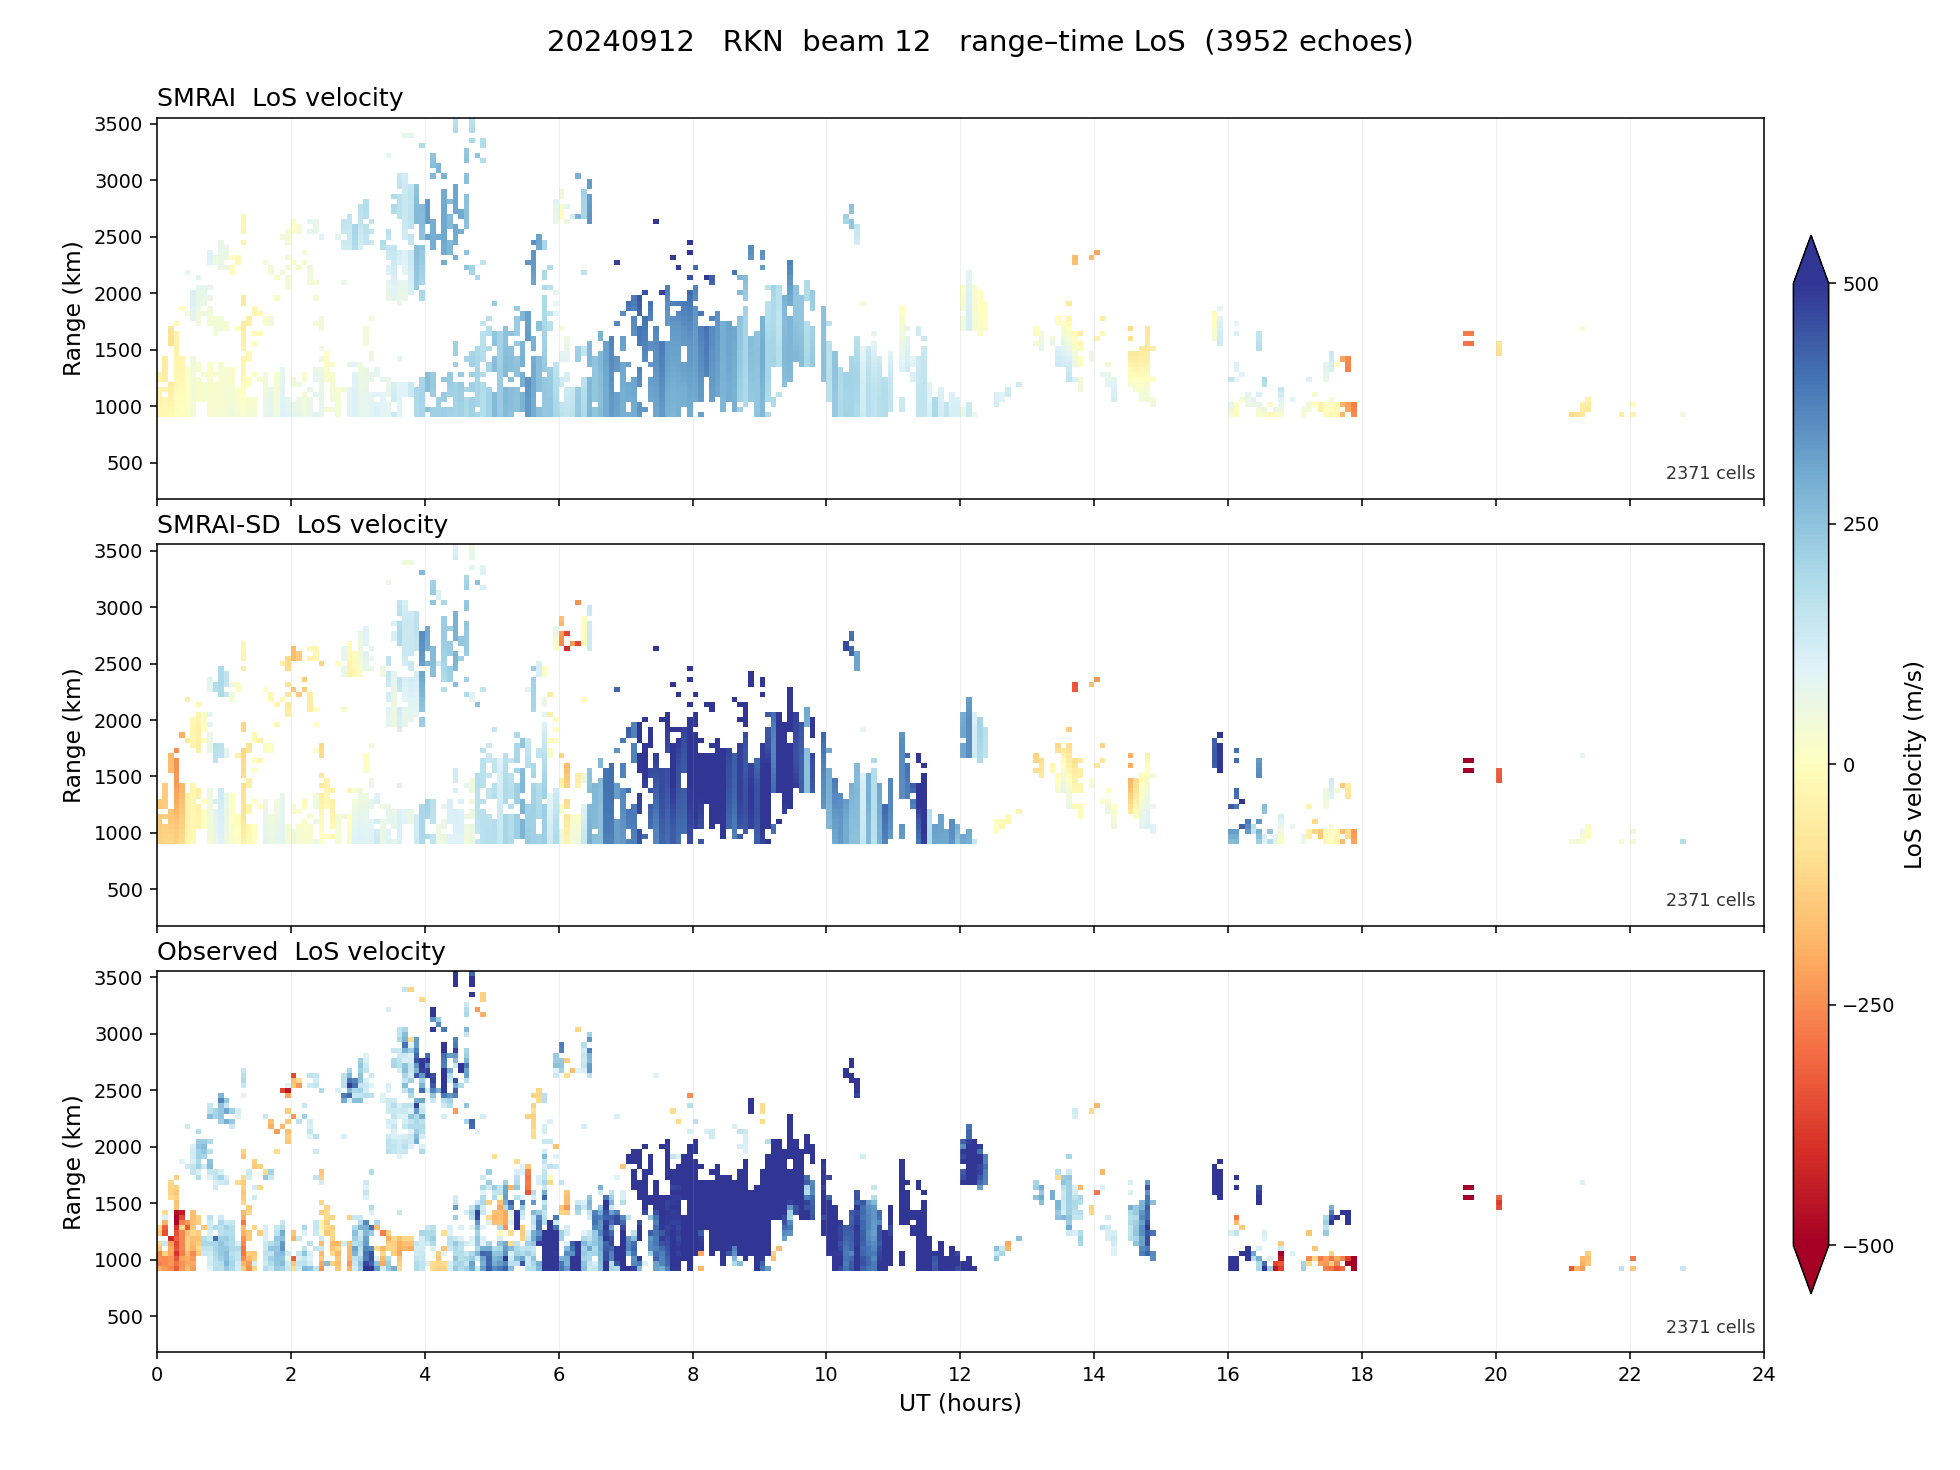 20240912   RKN  beam 12   range–time LoS  (3952 echoes)
SMRAI  LoS velocity
3500
3000
2500
2000
1500
1000
500
Range (km)
2371 cells
SMRAI-SD  LoS velocity
3500
3000
2500
2000
1500
1000
500
Range (km)
2371 cells
Observed  LoS velocity
3500
3000
2500
2000
1500
1000
500
Range (km)
2371 cells
0 2 4 6 8 10 12 14 16 18 20 22 24
UT (hours)
500
250
0
−250
−500
LoS velocity (m/s)